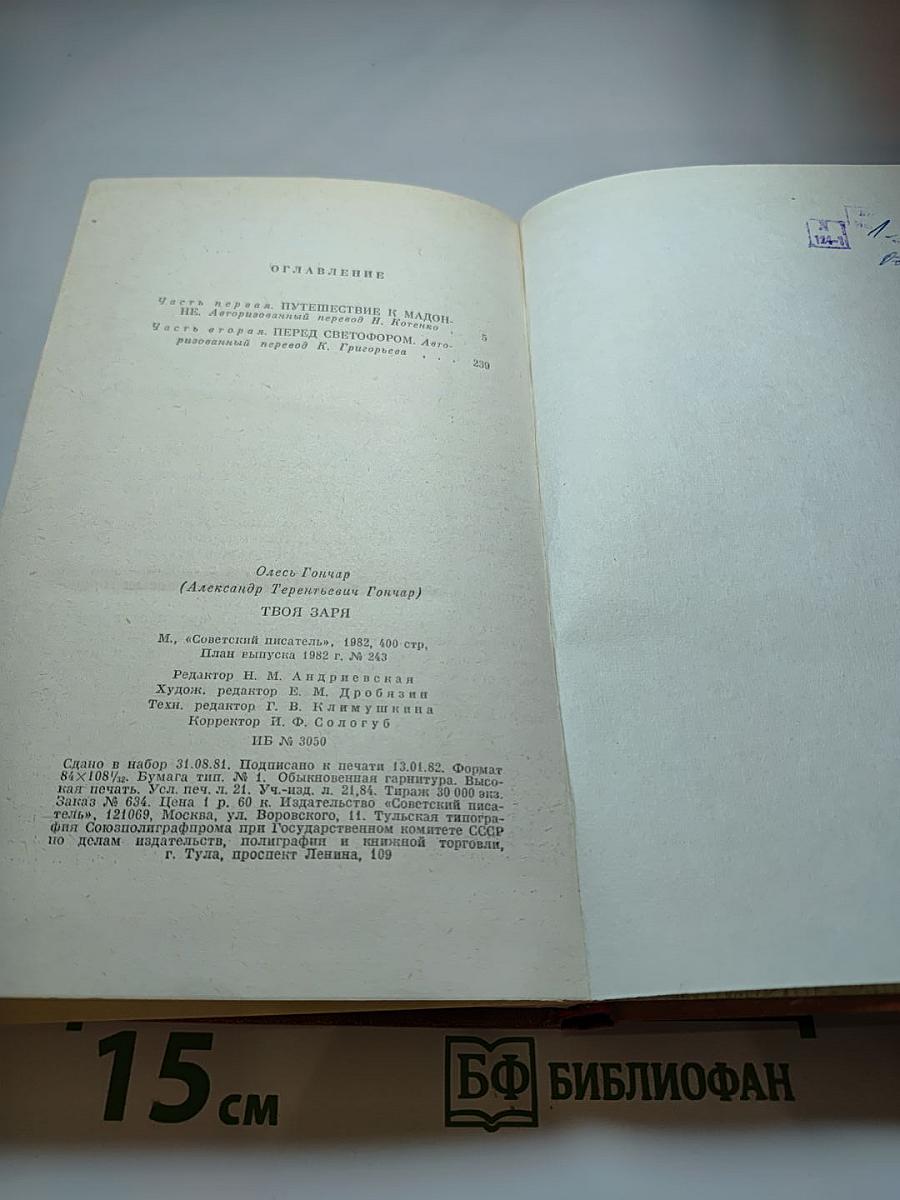 ОГЛАВЛЕНИЕ
Часть первая. ПУТЕШЕСТВИЕ К МАДОН-
НЕ. Авторизованный перевод Н. Котенко . 5
Часть вторая. ПЕРЕД СВЕТОФОРОМ. Авто-
ризованный перевод К. Григорьева . . . 239
Олесь Гончар
(Александр Терентьевич Гончар)
ТВОЯ ЗАРЯ
М., «Советский писатель», 1982, 400 стр,
План выпуска 1982 г. № 243
Редактор Н. М. Андриевская
Худож. редактор Е. М. Дробязин
Техн. редактор Г. В. Климушкина
Корректор И. Ф. Сологуб
ИБ № 3050
Сдано в набор 31.08.81. Подписано к печати 13.01.82. Формат
84×108¹/₃₂. Бумага тип. № 1. Обыкновенная гарнитура. Высо-
кая печать. Усл. печ. л. 21. Уч.-изд. л. 21,84. Тираж 30 000 экз.
Заказ № 634. Цена 1 р. 60 к. Издательство «Советский писа-
тель», 121069, Москва, ул. Воровского, 11. Тульская типогра-
фия Союзполиграфпрома при Государственном комитете СССР
по делам издательств, полиграфии и книжной торговли,
г. Тула, проспект Ленина, 109
15 см
БФ БИБЛИОФАН